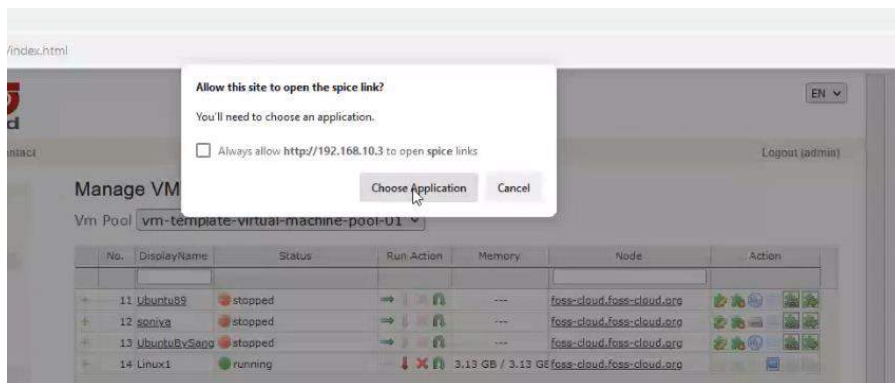 /index.html
Allow this site to open the spice link?
You'll need to choose an application.
Always allow http://192.168.10.3 to open spice links
Choose Application Cancel
EN
d
ontact
Logout (admin)
Manage VM
Vm Pool vm-template-virtual-machine-pool-01
No. DisplayName Status Run Action Memory Node Action
11 Ubuntu89 stopped --- foss-cloud.foss-cloud.org
12 soniya stopped --- foss-cloud.foss-cloud.org
13 UbuntuBySang stopped --- foss-cloud.foss-cloud.org
14 Linux1 running 3.13 GB / 3.13 GE foss-cloud.foss-cloud.org